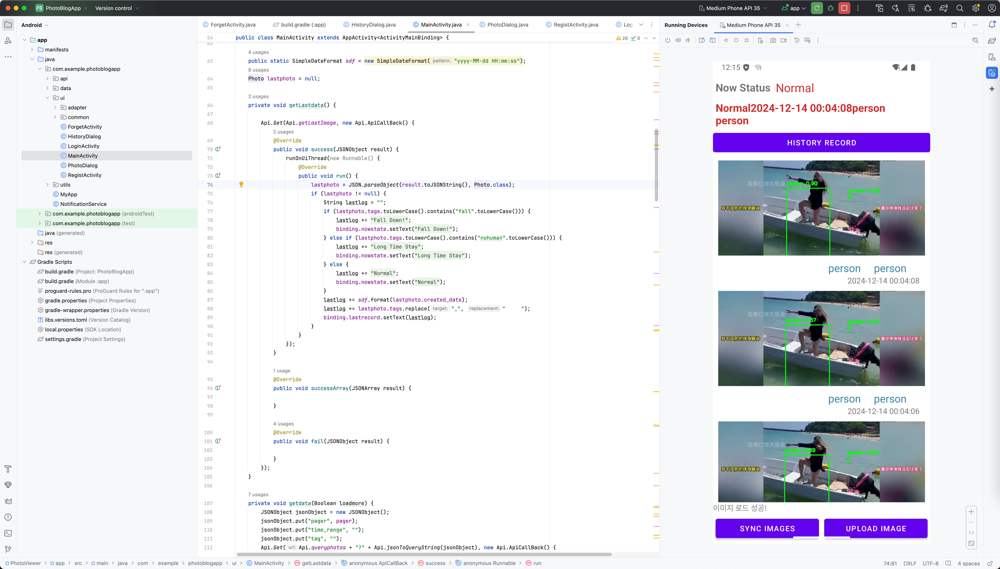 PB PhotoBlogApp Version control Medium Phone API 35 app
Android
app
manifests
java
com.example.photoblogapp
api
data
ui
adapter
common
ForgetActivity
HistoryDialog
LoginActivity
MainActivity
PhotoDialog
RegistActivity
utils
MyApp
NotificationService
com.example.photoblogapp (androidTest)
com.example.photoblogapp (test)
java (generated)
res
res (generated)
Gradle Scripts
build.gradle (Project: PhotoBlogApp)
build.gradle (Module :app)
proguard-rules.pro (ProGuard Rules for ":app")
gradle.properties (Project Properties)
gradle-wrapper.properties (Gradle Version)
libs.versions.toml (Version Catalog)
local.properties (SDK Location)
settings.gradle (Project Settings)
ForgetActivity.java build.gradle (:app) HistoryDialog.java MainActivity.java PhotoDialog.java RegistActivity.java Log
54 public class MainActivity extends AppActivity<ActivityMainBinding> { 26 9
62
4 usages
63 public static SimpleDateFormat sdf = new SimpleDateFormat( pattern: "yyyy-MM-dd HH:mm:ss");
8 usages
64 Photo lastphoto = null;
65
2 usages
66 private void getLastdata() {
67
68 Api.Get(Api.getLastImage, new Api.ApiCallBack() {
2 usages
69 @Override
70 public void success(JSONObject result) {
71 runOnUiThread(new Runnable() {
72 @Override
73 public void run() {
74 lastphoto = JSON.parseObject(result.toJSONString(), Photo.class);
75 if (lastphoto != null) {
76 String lastlog = "";
77 if (lastphoto.tags.toLowerCase().contains("fall".toLowerCase())) {
78 lastlog += "Fall Down!";
79 binding.nowstate.setText("Fall Down!");
80 } else if (lastphoto.tags.toLowerCase().contains("nohuman".toLowerCase())) {
81 lastlog += "Long Time Stay";
82 binding.nowstate.setText("Long Time Stay");
83 } else {
84 lastlog += "Normal";
85 binding.nowstate.setText("Normal");
86 }
87 lastlog += sdf.format(lastphoto.created_date);
88 lastlog += lastphoto.tags.replace( target: "_", replacement: "     ");
89 binding.lastrecord.setText(lastlog);
90 }
91 }
92 });
93 }
94
1 usage
95 @Override
96 public void successArray(JSONArray result) {
97
98 }
99
4 usages
100 @Override
101 public void fail(JSONObject result) {
102
103 }
104 });
105 }
106
7 usages
107 private void getdata(Boolean loadmore) {
108 JSONObject jsonObject = new JSONObject();
109 jsonObject.put("pager", pager);
110 jsonObject.put("time_range", "");
111 jsonObject.put("tag", "");
112 Api.Get( url: Api.queryphotos + "?" + Api.jsonToQueryString(jsonObject), new Api.ApiCallBack() {
Running Devices Medium Phone API 35
12:15
Now Status Normal
Normal2024-12-14 00:04:08person
person
HISTORY RECORD
歪果仁爆笑整蛊 person 0.90
person 0.35
猝不及防的摔倒瞬间 看你摔倒我没忍住笑了
person person
2024-12-14 00:04:08
歪果仁爆笑整蛊
person 0.87 person 0.32
猝不及防的摔倒瞬间 看你摔倒我没忍住笑了
person person
2024-12-14 00:04:06
歪果仁爆笑整蛊
person 0.89 person 0.25
猝不及防的摔倒瞬间 看你摔倒我没忍住笑了
이미지 로드 성공!
SYNC IMAGES UPLOAD IMAGE
1:1
PhotoViewer > app > src > main > java > com > example > photoblogapp > ui > MainActivity > getLastdata > anonymous ApiCallBack > success > anonymous Runnable > run
74:81 CRLF UTF-8 4 spaces